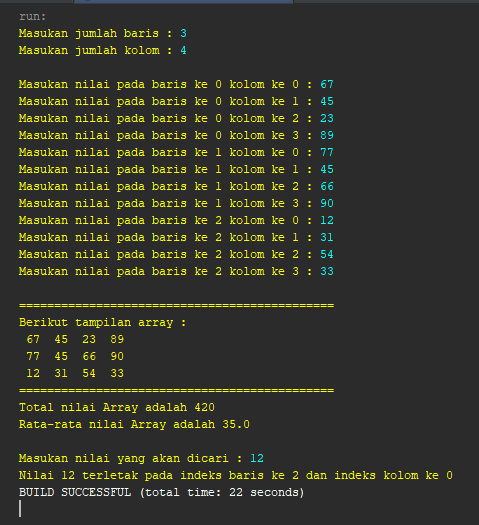 run:
Masukan jumlah baris : 3
Masukan jumlah kolom : 4
Masukan nilai pada baris ke 0 kolom ke 0 : 67
Masukan nilai pada baris ke 0 kolom ke 1 : 45
Masukan nilai pada baris ke 0 kolom ke 2 : 23
Masukan nilai pada baris ke 0 kolom ke 3 : 89
Masukan nilai pada baris ke 1 kolom ke 0 : 77
Masukan nilai pada baris ke 1 kolom ke 1 : 45
Masukan nilai pada baris ke 1 kolom ke 2 : 66
Masukan nilai pada baris ke 1 kolom ke 3 : 90
Masukan nilai pada baris ke 2 kolom ke 0 : 12
Masukan nilai pada baris ke 2 kolom ke 1 : 31
Masukan nilai pada baris ke 2 kolom ke 2 : 54
Masukan nilai pada baris ke 2 kolom ke 3 : 33
=============================================
Berikut tampilan array :
67 45 23 89
77 45 66 90
12 31 54 33
=============================================
Total nilai Array adalah 420
Rata-rata nilai Array adalah 35.0
Masukan nilai yang akan dicari : 12
Nilai 12 terletak pada indeks baris ke 2 dan indeks kolom ke 0
BUILD SUCCESSFUL (total time: 22 seconds)